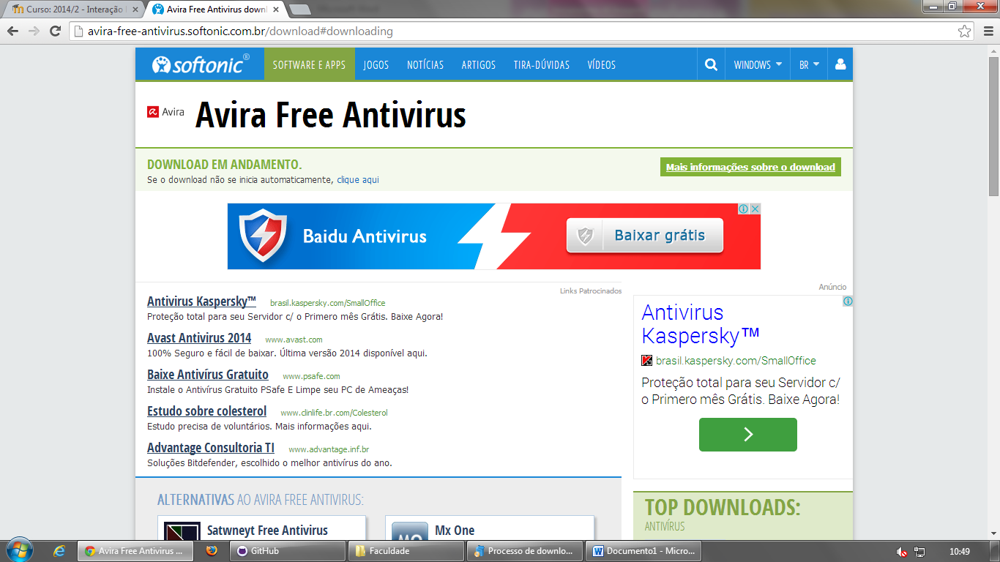 Curso: 2014/2 - Interação
Avira Free Antivirus downl
avira-free-antivirus.softonic.com.br/download#downloading
softonic®
SOFTWARE E APPS
JOGOS
NOTÍCIAS
ARTIGOS
TIRA-DÚVIDAS
VÍDEOS
WINDOWS
BR
Avira
Avira Free Antivirus
DOWNLOAD EM ANDAMENTO.
Se o download não se inicia automaticamente, clique aqui
Mais informações sobre o download
Baidu Antivirus
Baixar grátis
Links Patrocinados
Antivirus Kaspersky™ brasil.kaspersky.com/SmallOffice
Proteção total para seu Servidor c/ o Primero mês Grátis. Baixe Agora!
Avast Antivirus 2014 www.avast.com
100% Seguro e fácil de baixar. Última versão 2014 disponível aqui.
Baixe Antivírus Gratuito www.psafe.com
Instale o Antivírus Gratuito PSafe E Limpe seu PC de Ameaças!
Estudo sobre colesterol www.clinlife.br.com/Colesterol
Estudo precisa de voluntários. Mais informações aqui.
Advantage Consultoria TI www.advantage.inf.br
Soluções Bitdefender, escolhido o melhor antivírus do ano.
Anúncio
Antivirus
Kaspersky™
brasil.kaspersky.com/SmallOffice
Proteção total para seu Servidor c/
o Primero mês Grátis. Baixe Agora!
ALTERNATIVAS AO AVIRA FREE ANTIVIRUS:
Satwneyt Free Antivirus
Mx One
TOP DOWNLOADS:
ANTIVÍRUS
Avira Free Antivirus ...
GitHub
Faculdade
Processo de downlo...
Documento1 - Micro...
10:49